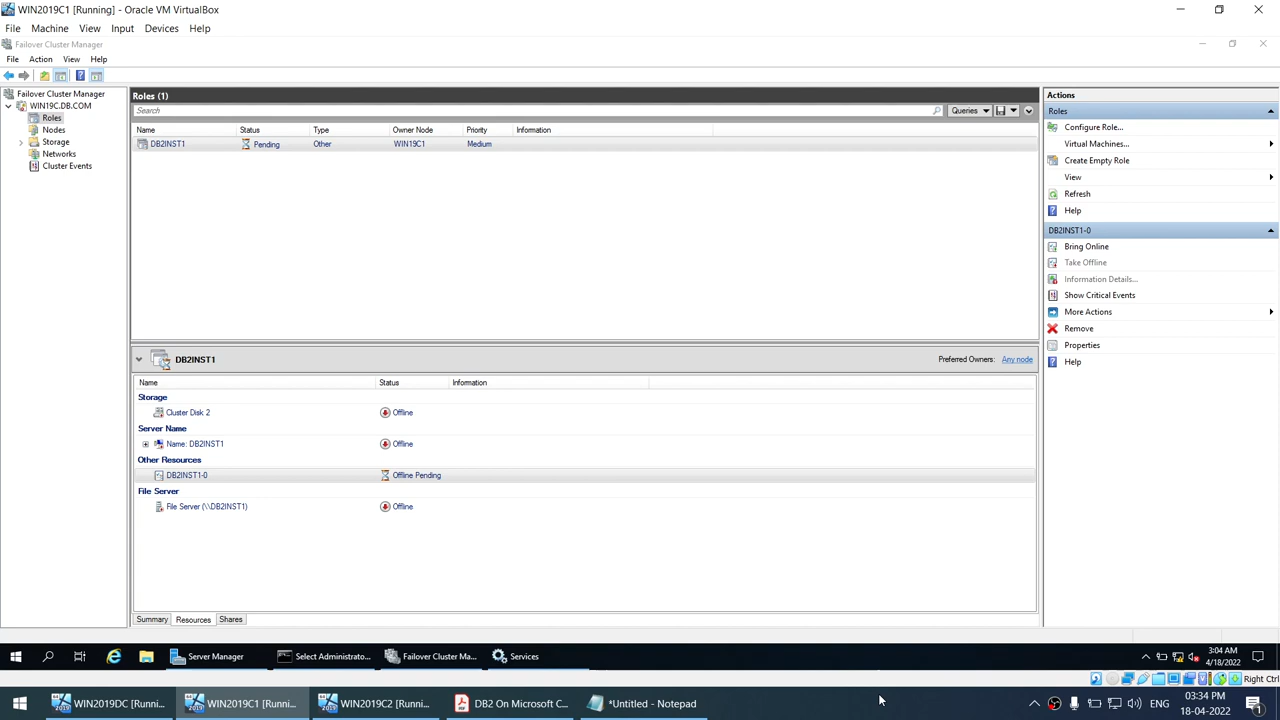 WIN2019C1 [Running] - Oracle VM VirtualBox
File Machine View Input Devices Help
Failover Cluster Manager
File Action View Help
Failover Cluster Manager
WIN19C.DB.COM
Roles
Nodes
Storage
Networks
Cluster Events
Roles (1)
Search
Queries
Name Status Type Owner Node Priority Information
DB2INST1 Pending Other WIN19C1 Medium
DB2INST1
Preferred Owners: Any node
Name Status Information
Storage
Cluster Disk 2 Offline
Server Name
Name: DB2INST1 Offline
Other Resources
DB2INST1-0 Offline Pending
File Server
File Server (\\DB2INST1) Offline
Summary Resources Shares
Actions
Roles
Configure Role...
Virtual Machines...
Create Empty Role
View
Refresh
Help
DB2INST1-0
Bring Online
Take Offline
Information Details...
Show Critical Events
More Actions
Remove
Properties
Help
Server Manager Select Administrato... Failover Cluster Ma... Services
3:04 AM
4/18/2022
Right Ctrl
WIN2019DC [Runnin... WIN2019C1 [Runni... WIN2019C2 [Runnin... DB2 On Microsoft C... *Untitled - Notepad
ENG
03:34 PM
18-04-2022
1